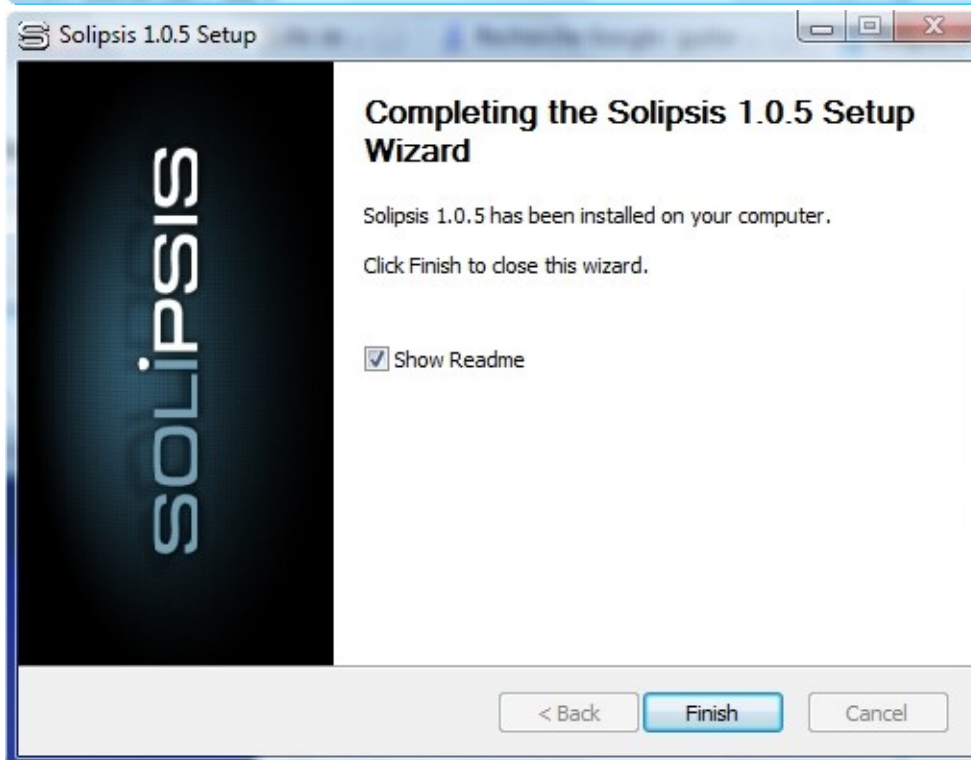 Solipsis 1.0.5 Setup
SOLiPSIS
Completing the Solipsis 1.0.5 Setup
Wizard
Solipsis 1.0.5 has been installed on your computer.
Click Finish to close this wizard.
Show Readme
< Back
Finish
Cancel